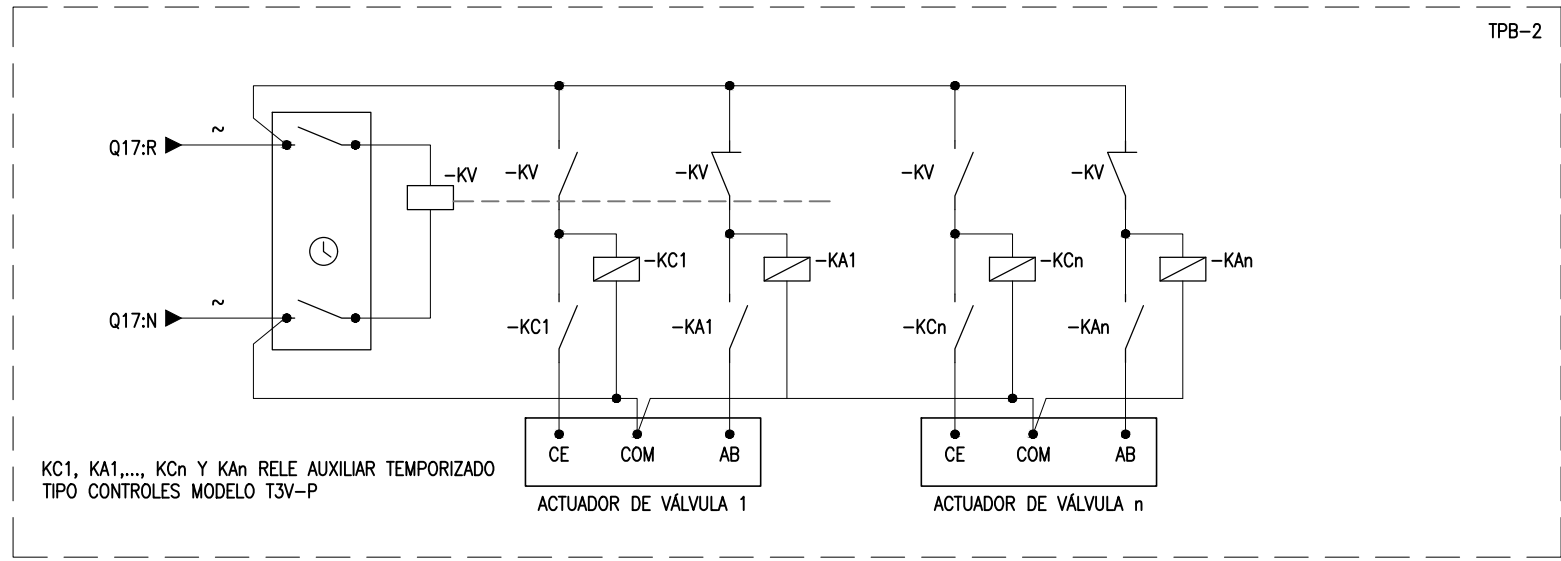 TPB-2
Q17:R
~
-KV
-KV
-KV
-KV
-KV
-KC1
-KA1
-KCn
-KAn
~
Q17:N
-KC1
-KA1
-KCn
-KAn
CE
COM
AB
CE
COM
AB
KC1, KA1,..., KCn Y KAn RELE AUXILIAR TEMPORIZADO
TIPO CONTROLES MODELO T3V-P
ACTUADOR DE VÁLVULA 1
ACTUADOR DE VÁLVULA n